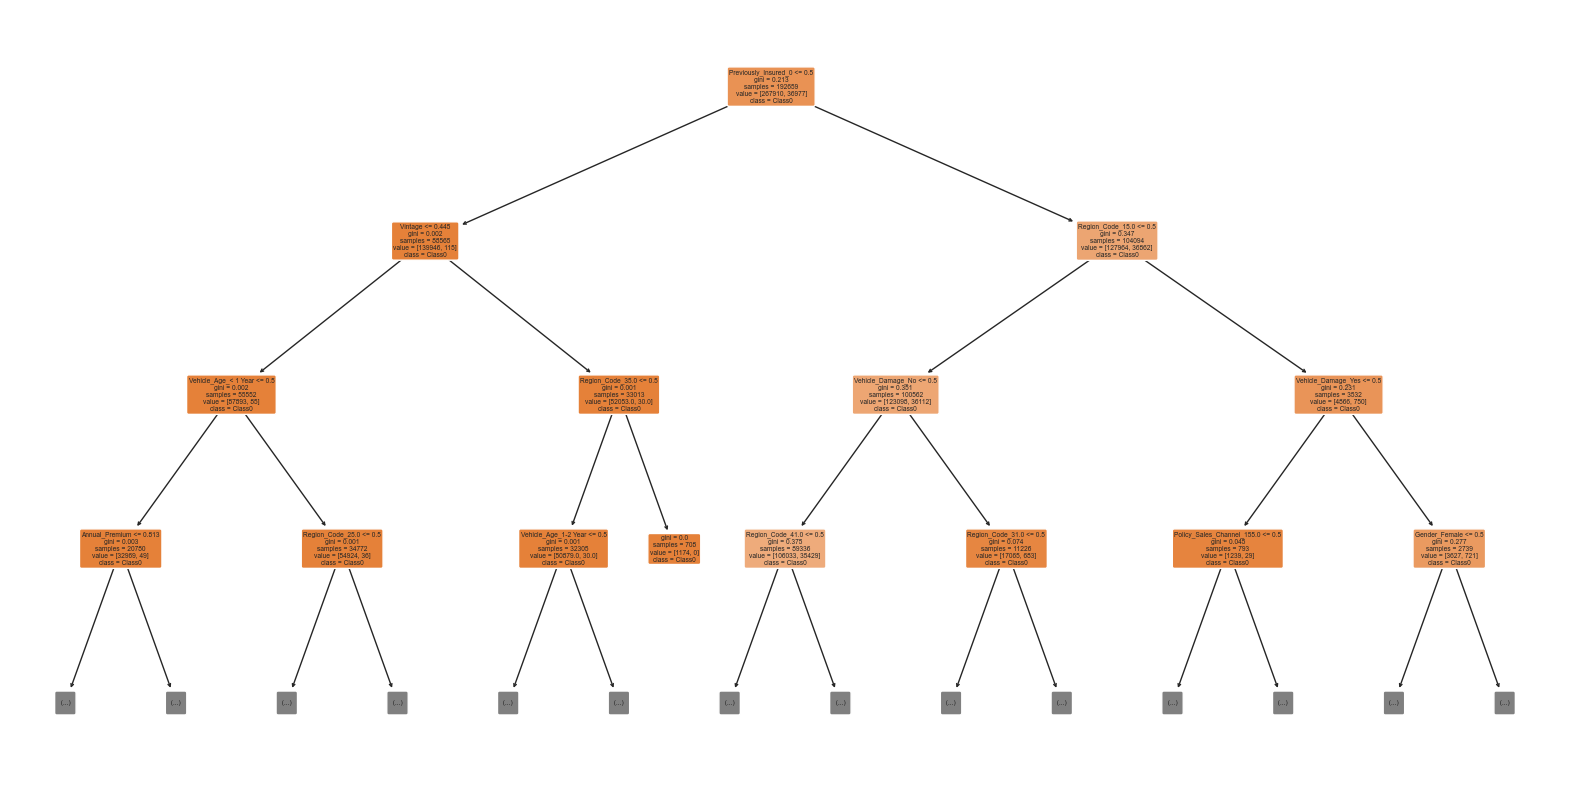 Previously_Insured_0 <= 0.5
gini = 0.213
samples = 192659
value = [267910, 36977]
class = Class0
Vintage <= 0.445
gini = 0.002
samples = 88565
value = [139946, 115]
class = Class0
Region_Code_15.0 <= 0.5
gini = 0.347
samples = 104094
value = [127964, 36862]
class = Class0
Vehicle_Age_< 1 Year <= 0.5
gini = 0.002
samples = 55552
value = [87893, 85]
class = Class0
Region_Code_35.0 <= 0.5
gini = 0.001
samples = 33013
value = [52053.0, 30.0]
class = Class0
Vehicle_Damage_No <= 0.5
gini = 0.351
samples = 100562
value = [123098, 36112]
class = Class0
Vehicle_Damage_Yes <= 0.5
gini = 0.231
samples = 3532
value = [4866, 750]
class = Class0
Annual_Premium <= 0.513
gini = 0.003
samples = 20780
value = [32969, 49]
class = Class0
Region_Code_25.0 <= 0.5
gini = 0.001
samples = 34772
value = [54924, 36]
class = Class0
Vehicle_Age_1-2 Year <= 0.5
gini = 0.001
samples = 32305
value = [50879.0, 30.0]
class = Class0
gini = 0.0
samples = 708
value = [1174, 0]
class = Class0
Region_Code_41.0 <= 0.5
gini = 0.375
samples = 89336
value = [106033, 35429]
class = Class0
Region_Code_31.0 <= 0.5
gini = 0.074
samples = 11226
value = [17065, 683]
class = Class0
Policy_Sales_Channel_155.0 <= 0.5
gini = 0.045
samples = 793
value = [1239, 29]
class = Class0
Gender_Female <= 0.5
gini = 0.277
samples = 2739
value = [3627, 721]
class = Class0
(...)
(...)
(...)
(...)
(...)
(...)
(...)
(...)
(...)
(...)
(...)
(...)
(...)
(...)